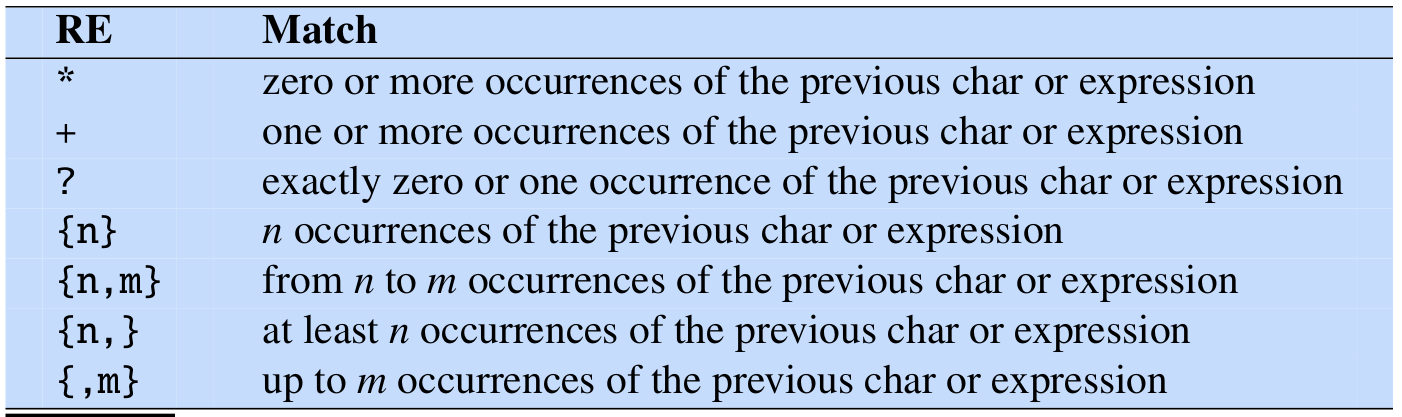 RE Match
* zero or more occurrences of the previous char or expression
+ one or more occurrences of the previous char or expression
? exactly zero or one occurrence of the previous char or expression
{n} n occurrences of the previous char or expression
{n,m} from n to m occurrences of the previous char or expression
{n,} at least n occurrences of the previous char or expression
{,m} up to m occurrences of the previous char or expression